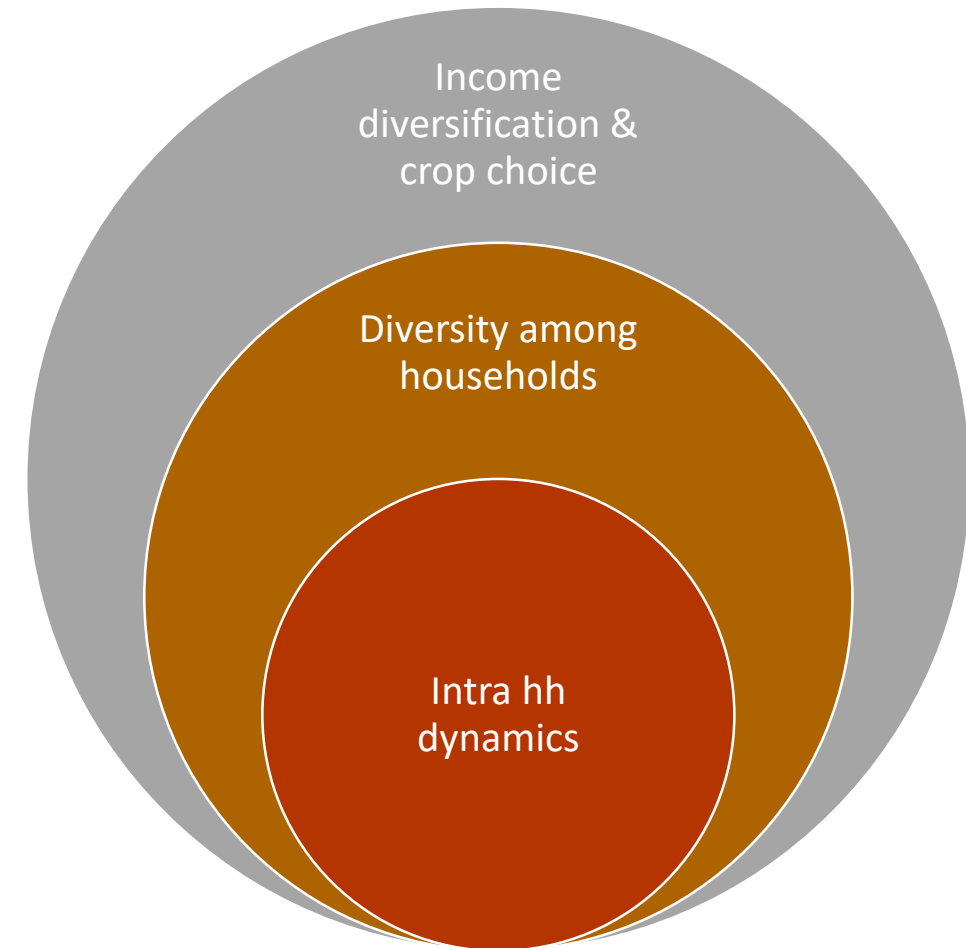 Income
diversification &
crop choice
Diversity among
households
Intra hh
dynamics